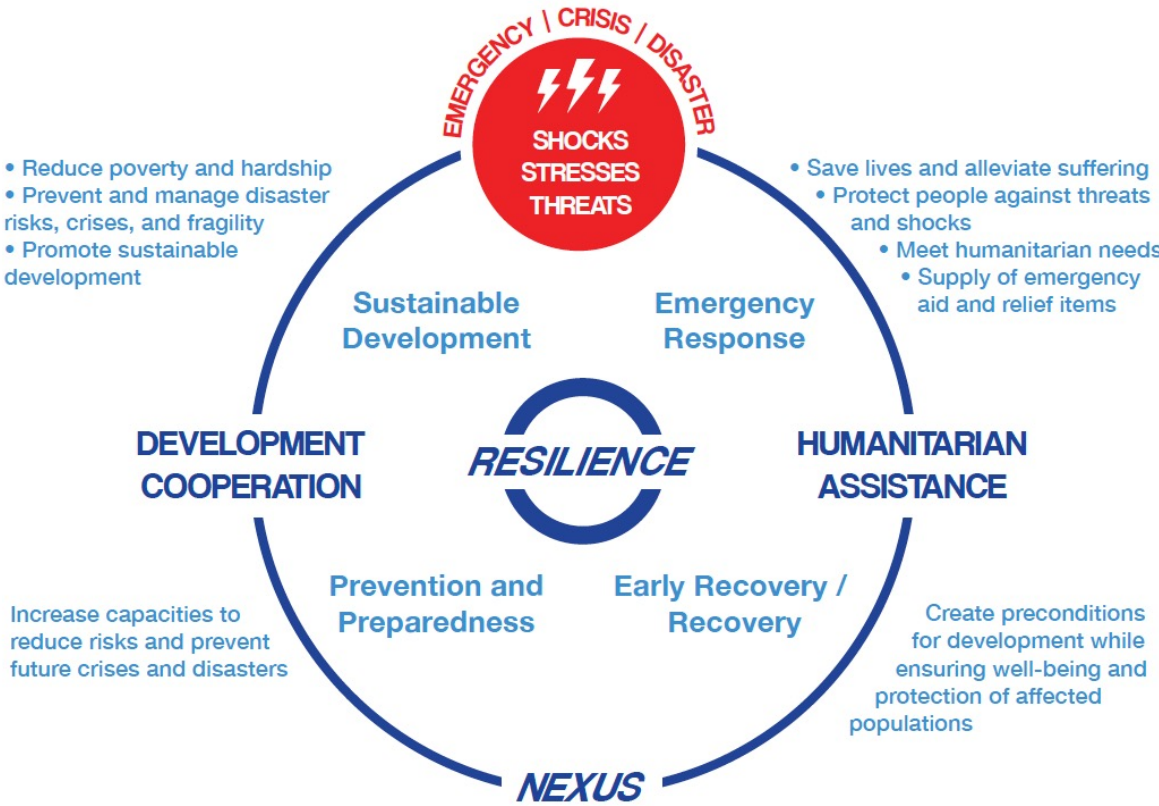 EMERGENCY | CRISIS | DISASTER
SHOCKS
STRESSES
THREATS
• Reduce poverty and hardship
• Prevent and manage disaster
risks, crises, and fragility
• Promote sustainable
development
• Save lives and alleviate suffering
• Protect people against threats
and shocks
• Meet humanitarian needs
• Supply of emergency
aid and relief items
Sustainable
Development
Emergency
Response
DEVELOPMENT
COOPERATION
RESILIENCE
HUMANITARIAN
ASSISTANCE
Prevention and
Preparedness
Early Recovery /
Recovery
Increase capacities to
reduce risks and prevent
future crises and disasters
Create preconditions
for development while
ensuring well-being and
protection of affected
populations
NEXUS